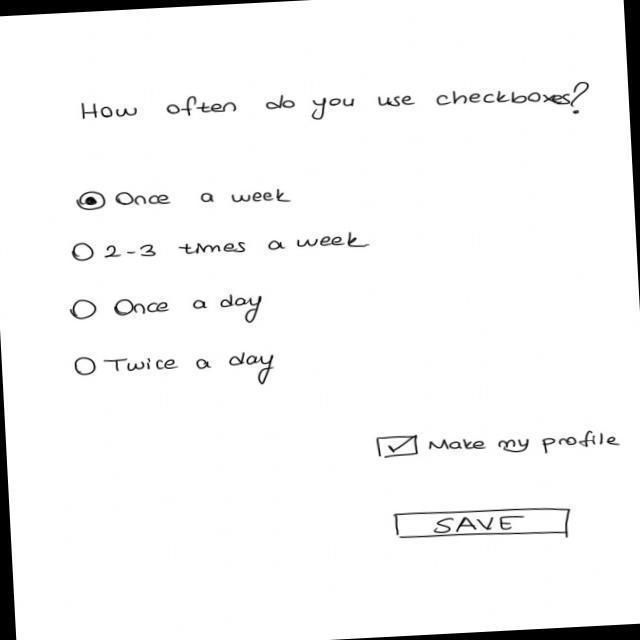 How often do you use checkboxes?
Once a week
2-3 times a week
Once a day
Twice a day
Make my profile
SAVE